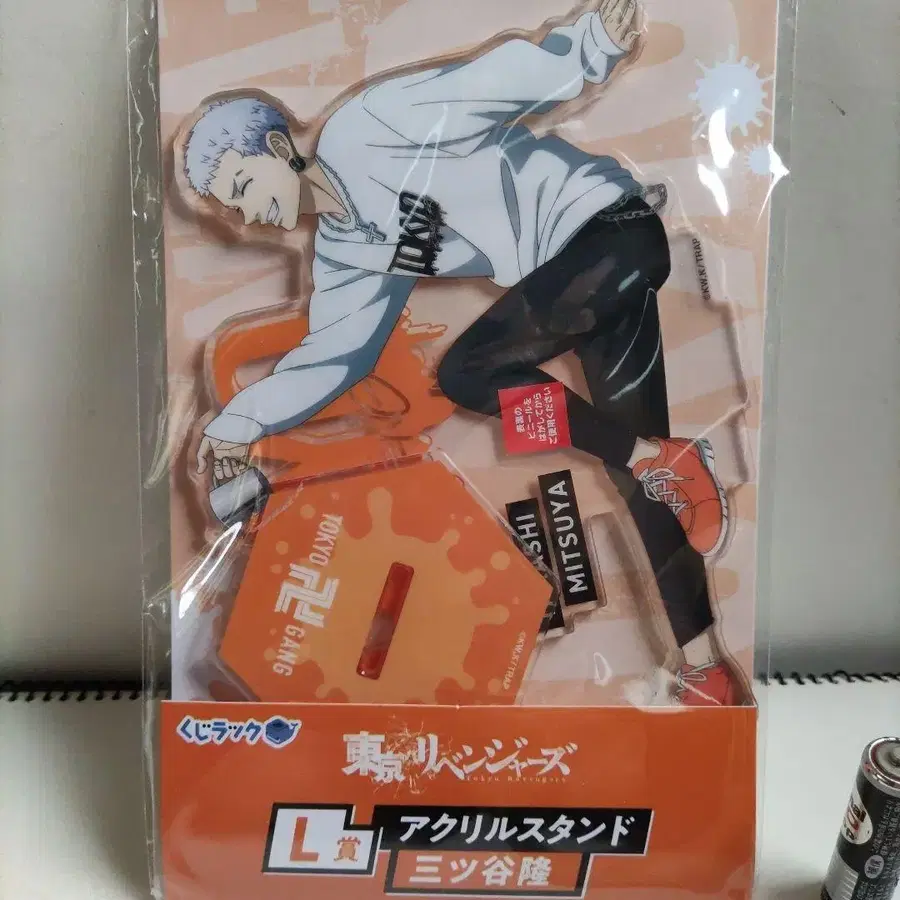 TOKYO
©KW.K/TRAP
表面の
ビニールを
はがしてから
ご使用ください
MITSUYA
TOKYO
卍
GANG
©KW.K/TRAP
くじラック
東京リベンジャーズ
Tokyo Revengers
L賞
アクリルスタンド
三ツ谷隆